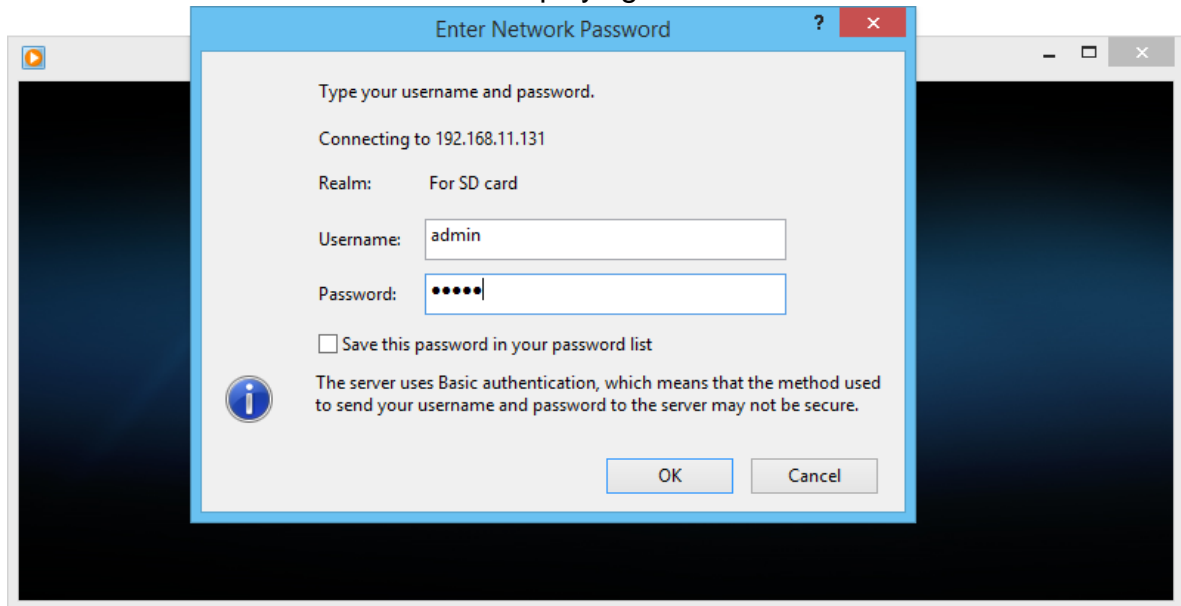 Enter Network Password ?
Type your username and password.
Connecting to 192.168.11.131
Realm: For SD card
Username: admin
Password: •••••
Save this password in your password list
The server uses Basic authentication, which means that the method used
to send your username and password to the server may not be secure.
OK Cancel